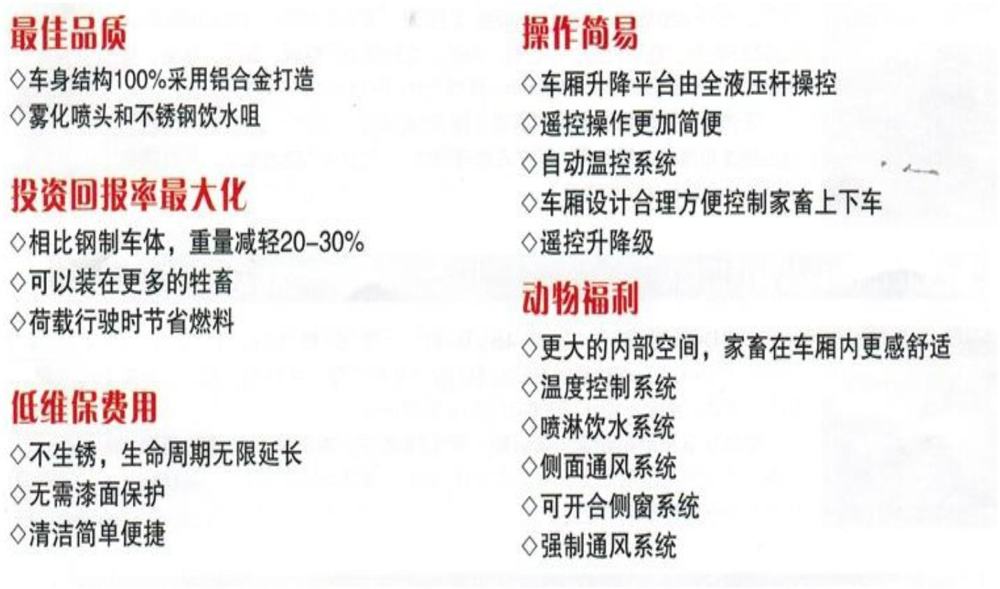 最佳品质
◇车身结构100%采用铝合金打造
◇雾化喷头和不锈钢饮水咀
投资回报率最大化
◇相比钢制车体，重量减轻20-30%
◇可以装在更多的牲畜
◇荷载行驶时节省燃料
低维保费用
◇不生锈，生命周期无限延长
◇无需漆面保护
◇清洁简单便捷
操作简易
◇车厢升降平台由全液压杆操控
◇遥控操作更加简便
◇自动温控系统
◇车厢设计合理方便控制家畜上下车
◇遥控升降级
动物福利
◇更大的内部空间，家畜在车厢内更感舒适
◇温度控制系统
◇喷淋饮水系统
◇侧面通风系统
◇可开合侧窗系统
◇强制通风系统